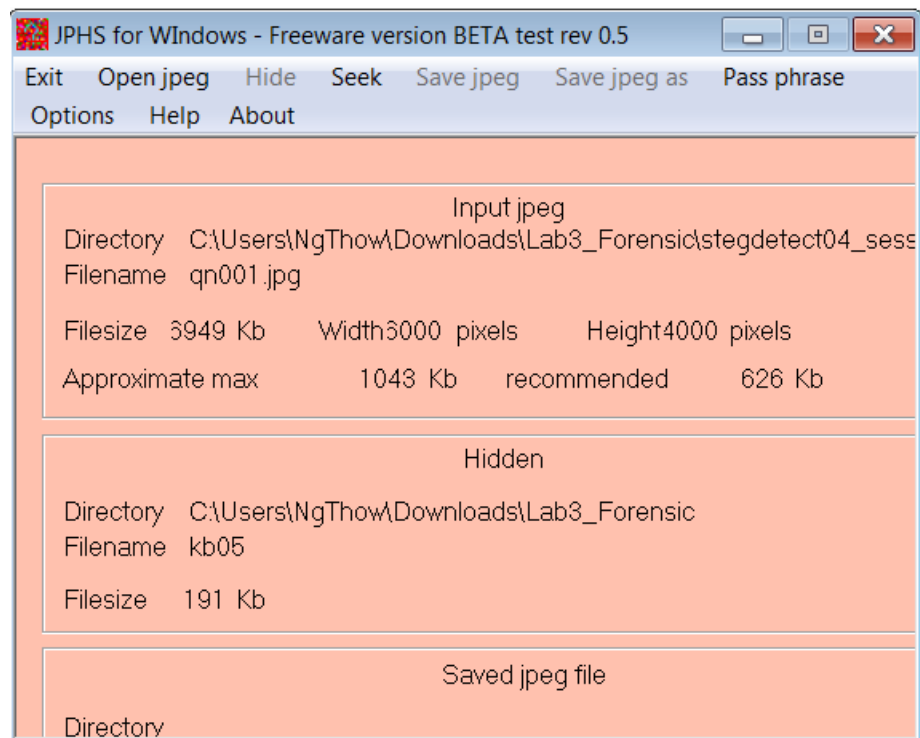 JPHS for WIndows - Freeware version BETA test rev 0.5
Exit Open jpeg Hide Seek Save jpeg Save jpeg as Pass phrase
Options Help About
Input jpeg
Directory C:\Users\NgThow\Downloads\Lab3_Forensic\stegdetect04_sess
Filename qn001.jpg
Filesize 6949 Kb Width6000 pixels Height4000 pixels
Approximate max 1043 Kb recommended 626 Kb
Hidden
Directory C:\Users\NgThow\Downloads\Lab3_Forensic
Filename kb05
Filesize 191 Kb
Saved jpeg file
Directory